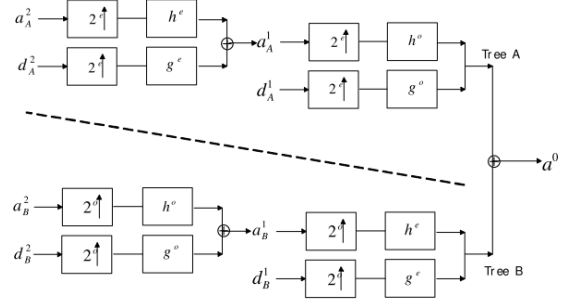 a_A^2 2^e↑ h^e
d_A^2 2^e↑ g^e
⊕ a_A^1 2^e↑ h^o
d_A^1 2^e↑ g^o
Tree A
⊕ a^0
a_B^2 2^o↑ h^o
d_B^2 2^o↑ g^o
⊕ a_B^1 2^o↑ h^e
d_B^1 2^o↑ g^e
Tree B